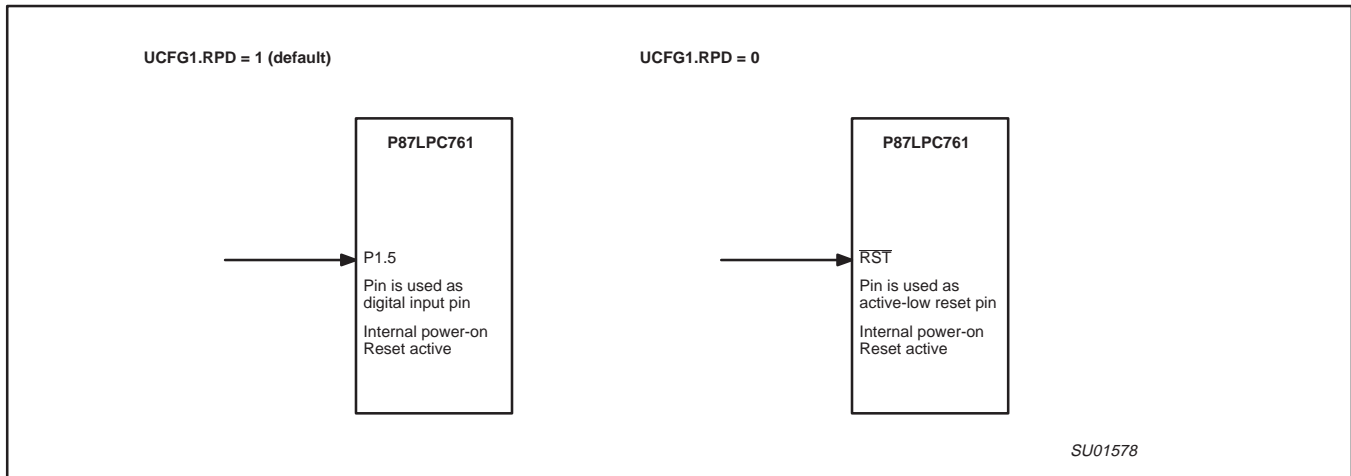 UCFG1.RPD = 1 (default)
UCFG1.RPD = 0
P87LPC761
P1.5
Pin is used as
digital input pin
Internal power-on
Reset active
P87LPC761
R̅S̅T̅
Pin is used as
active-low reset pin
Internal power-on
Reset active
SU01578